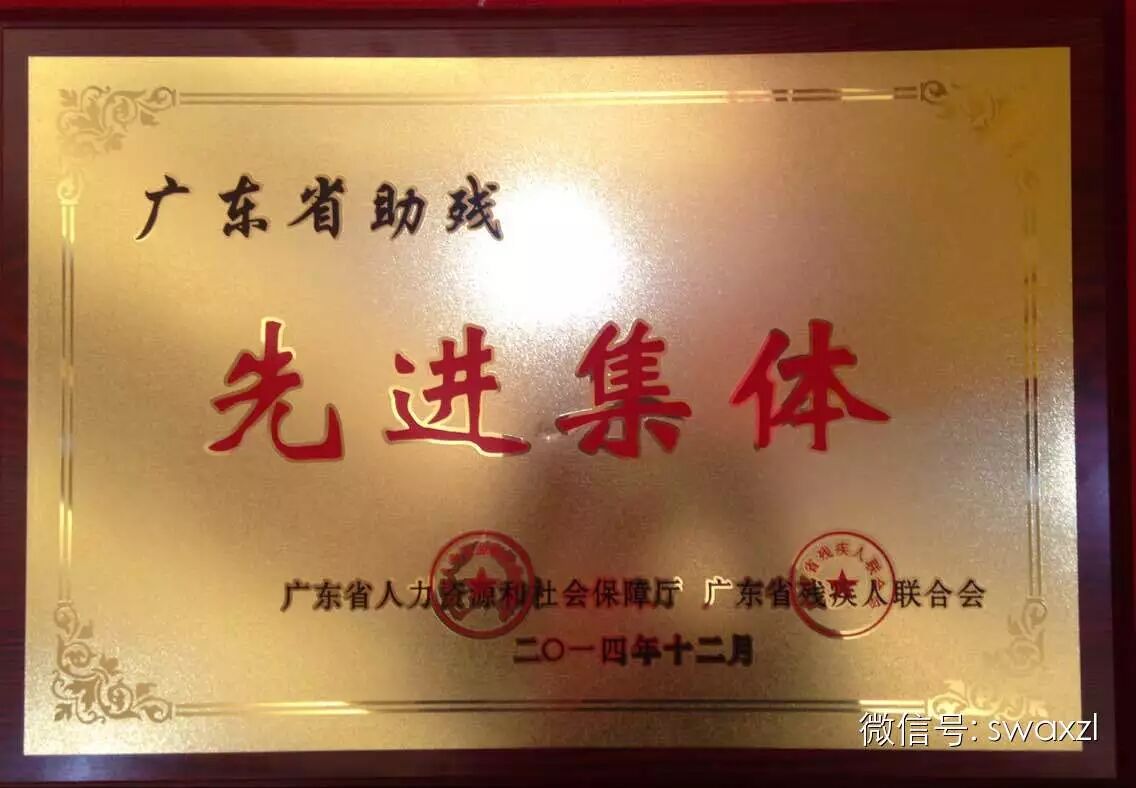 广东省助残
先进集体
广东省人力资源和社会保障厅 广东省残疾人联合会
二〇一四年十二月
微信号: swaxzl